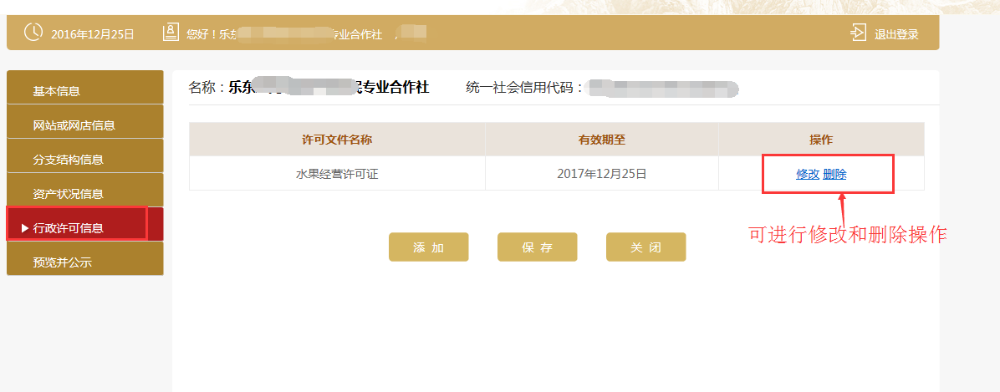 2016年12月25日 您好！乐东 专业合作社 退出登录
基本信息
网站或网店信息
分支结构信息
资产状况信息
行政许可信息
预览并公示
名称：乐东 民专业合作社 统一社会信用代码：
许可文件名称 有效期至 操作
水果经营许可证 2017年12月25日 修改 删除
可进行修改和删除操作
添 加 保 存 关 闭